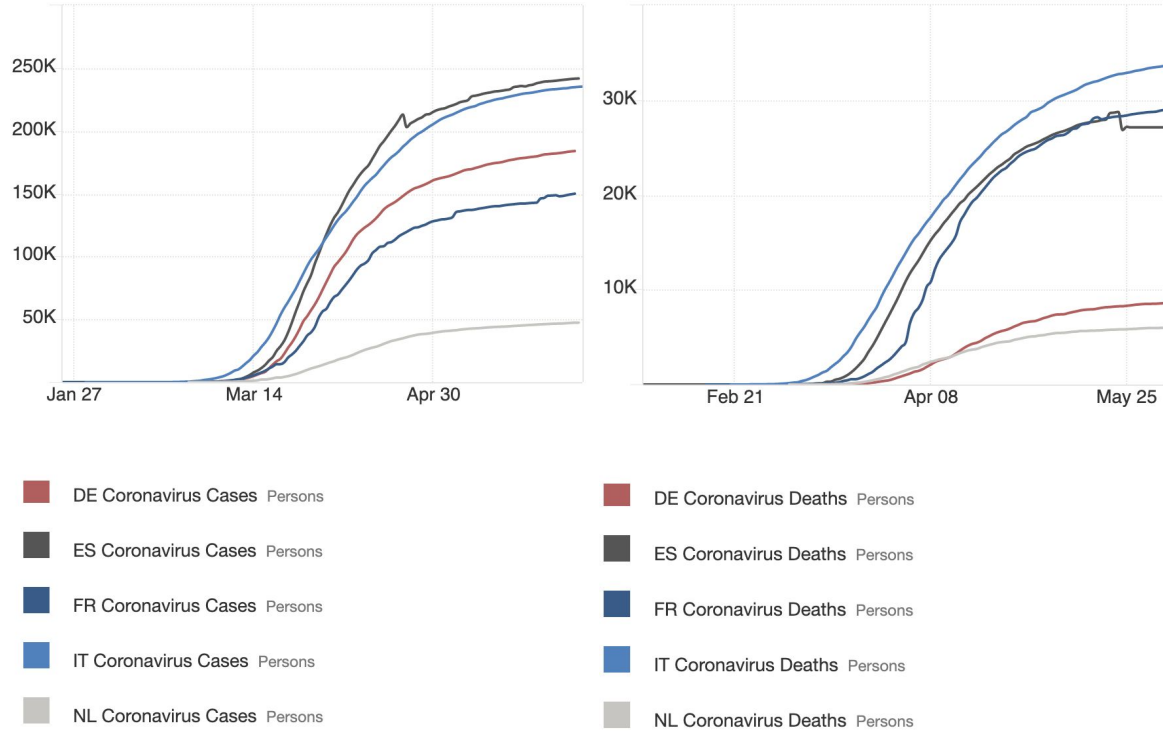 250K
200K
150K
100K
50K
Jan 27 Mar 14 Apr 30
30K
20K
10K
Feb 21 Apr 08 May 25
DE Coronavirus Cases Persons
ES Coronavirus Cases Persons
FR Coronavirus Cases Persons
IT Coronavirus Cases Persons
NL Coronavirus Cases Persons
DE Coronavirus Deaths Persons
ES Coronavirus Deaths Persons
FR Coronavirus Deaths Persons
IT Coronavirus Deaths Persons
NL Coronavirus Deaths Persons